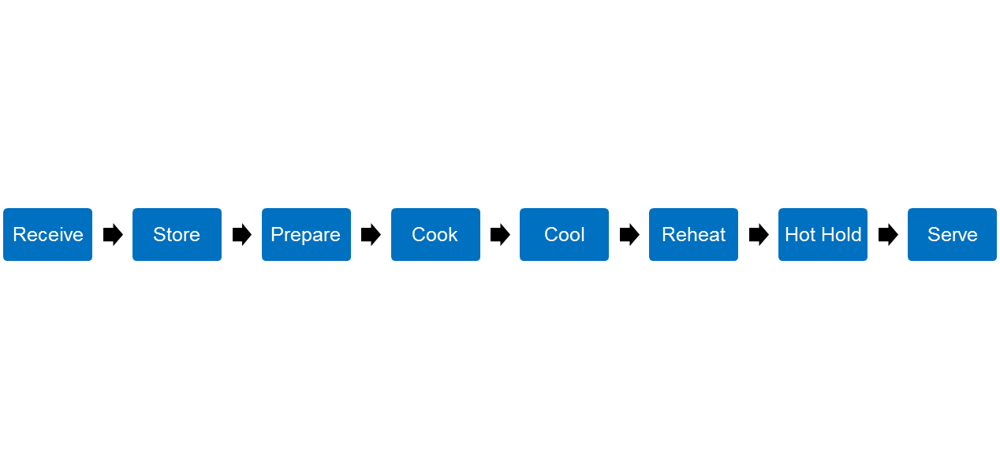 Receive
Store
Prepare
Cook
Cool
Reheat
Hot Hold
Serve